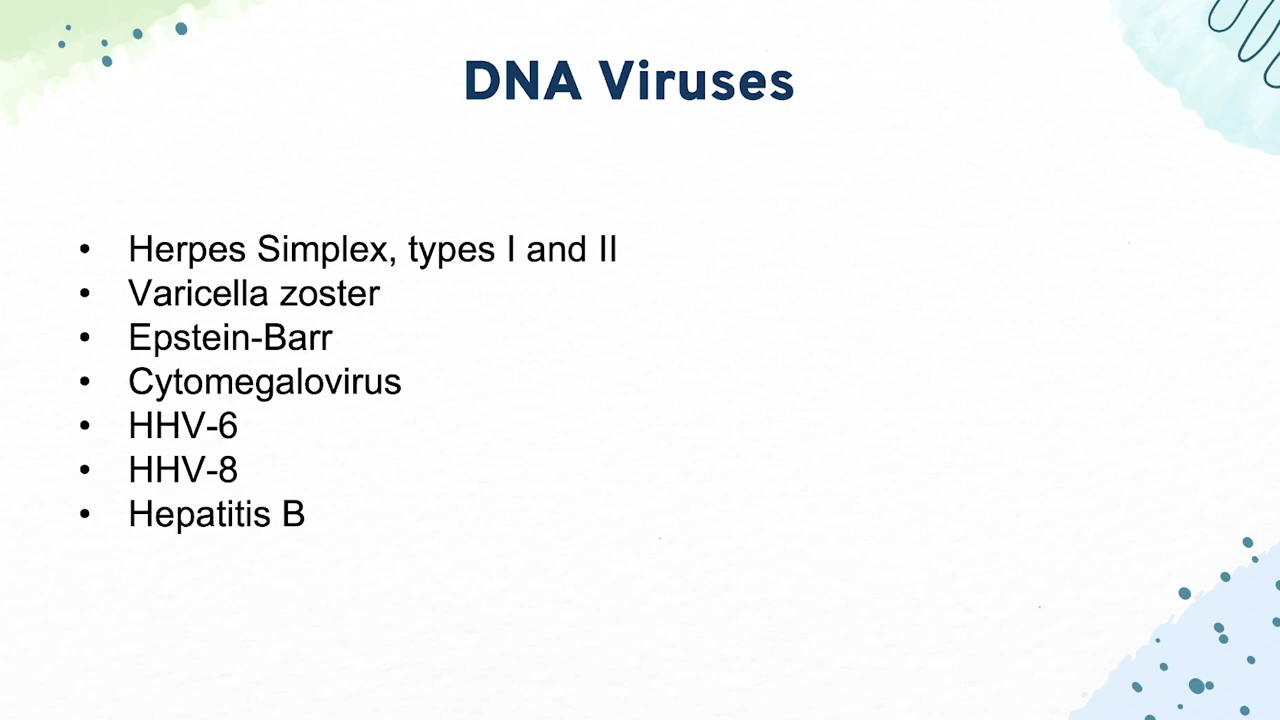 DNA Viruses
• Herpes Simplex, types I and II
• Varicella zoster
• Epstein-Barr
• Cytomegalovirus
• HHV-6
• HHV-8
• Hepatitis B